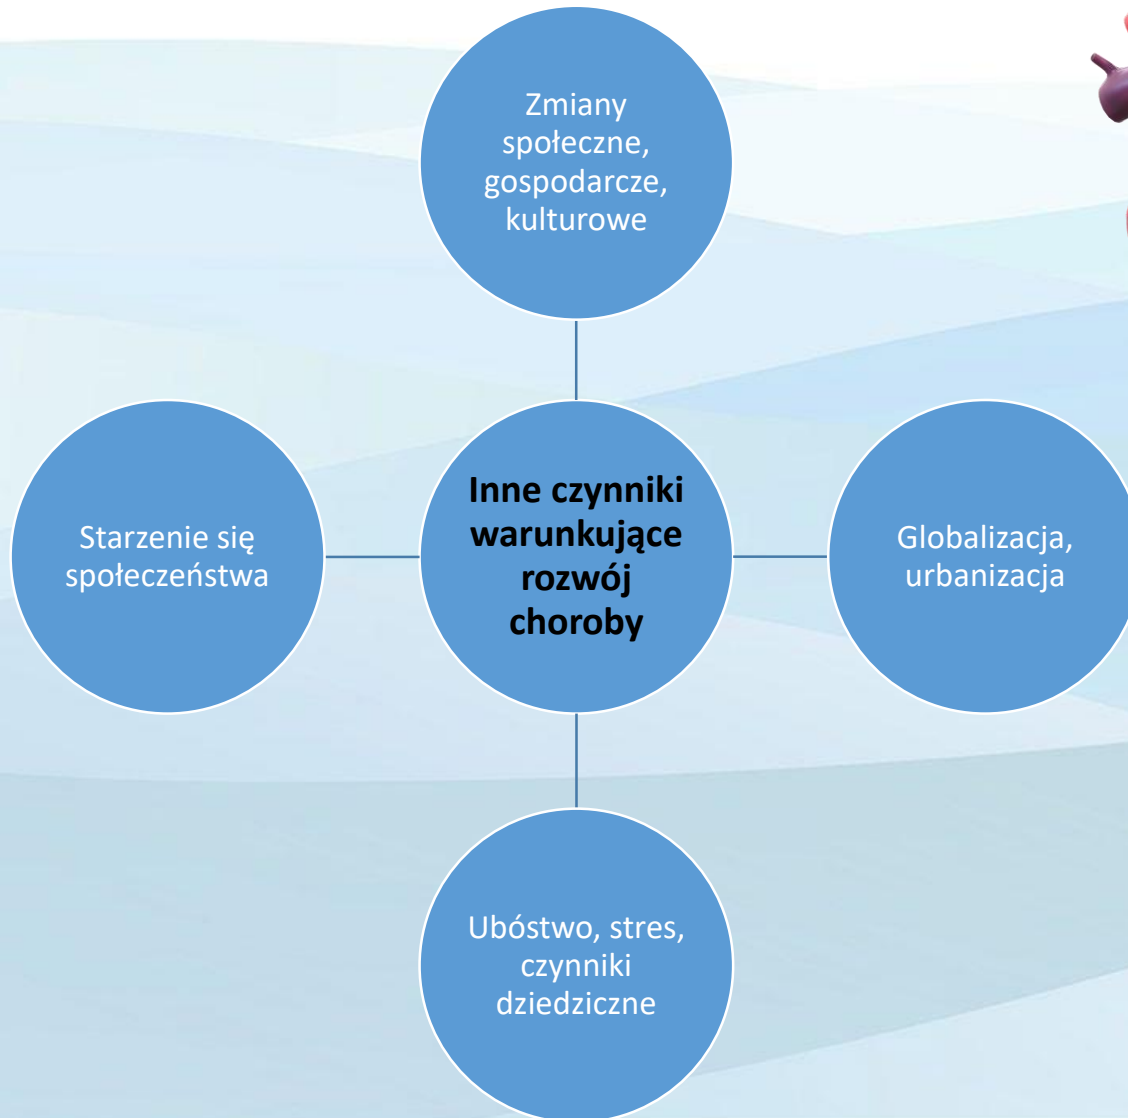 Zmiany
społeczne,
gospodarcze,
kulturowe
Starzenie się
społeczeństwa
Inne czynniki
warunkujące
rozwój
choroby
Globalizacja,
urbanizacja
Ubóstwo, stres,
czynniki
dziedziczne